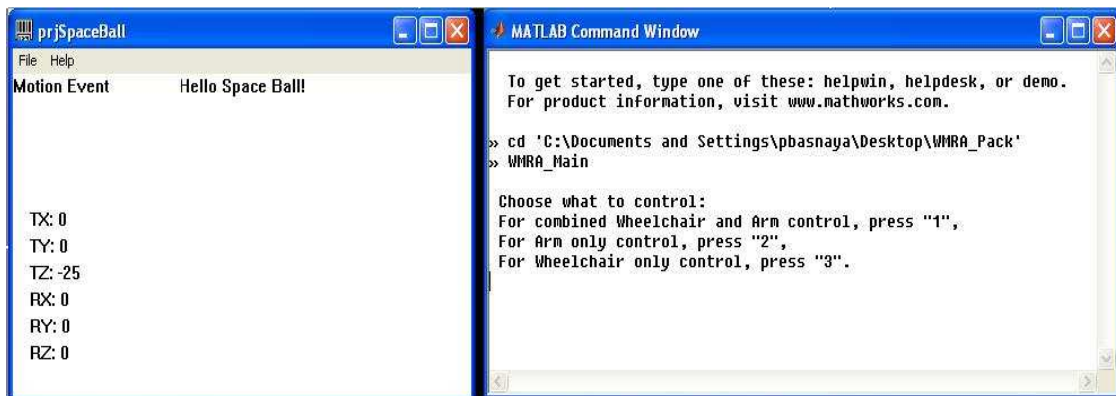 prjSpaceBall
File Help
Motion Event Hello Space Ball!
TX: 0
TY: 0
TZ: -25
RX: 0
RY: 0
RZ: 0
MATLAB Command Window
To get started, type one of these: helpwin, helpdesk, or demo.
For product information, visit www.mathworks.com.
» cd 'C:\Documents and Settings\pbasnaya\Desktop\WMRA_Pack'
» WMRA_Main
Choose what to control:
For combined Wheelchair and Arm control, press "1",
For Arm only control, press "2",
For Wheelchair only control, press "3".